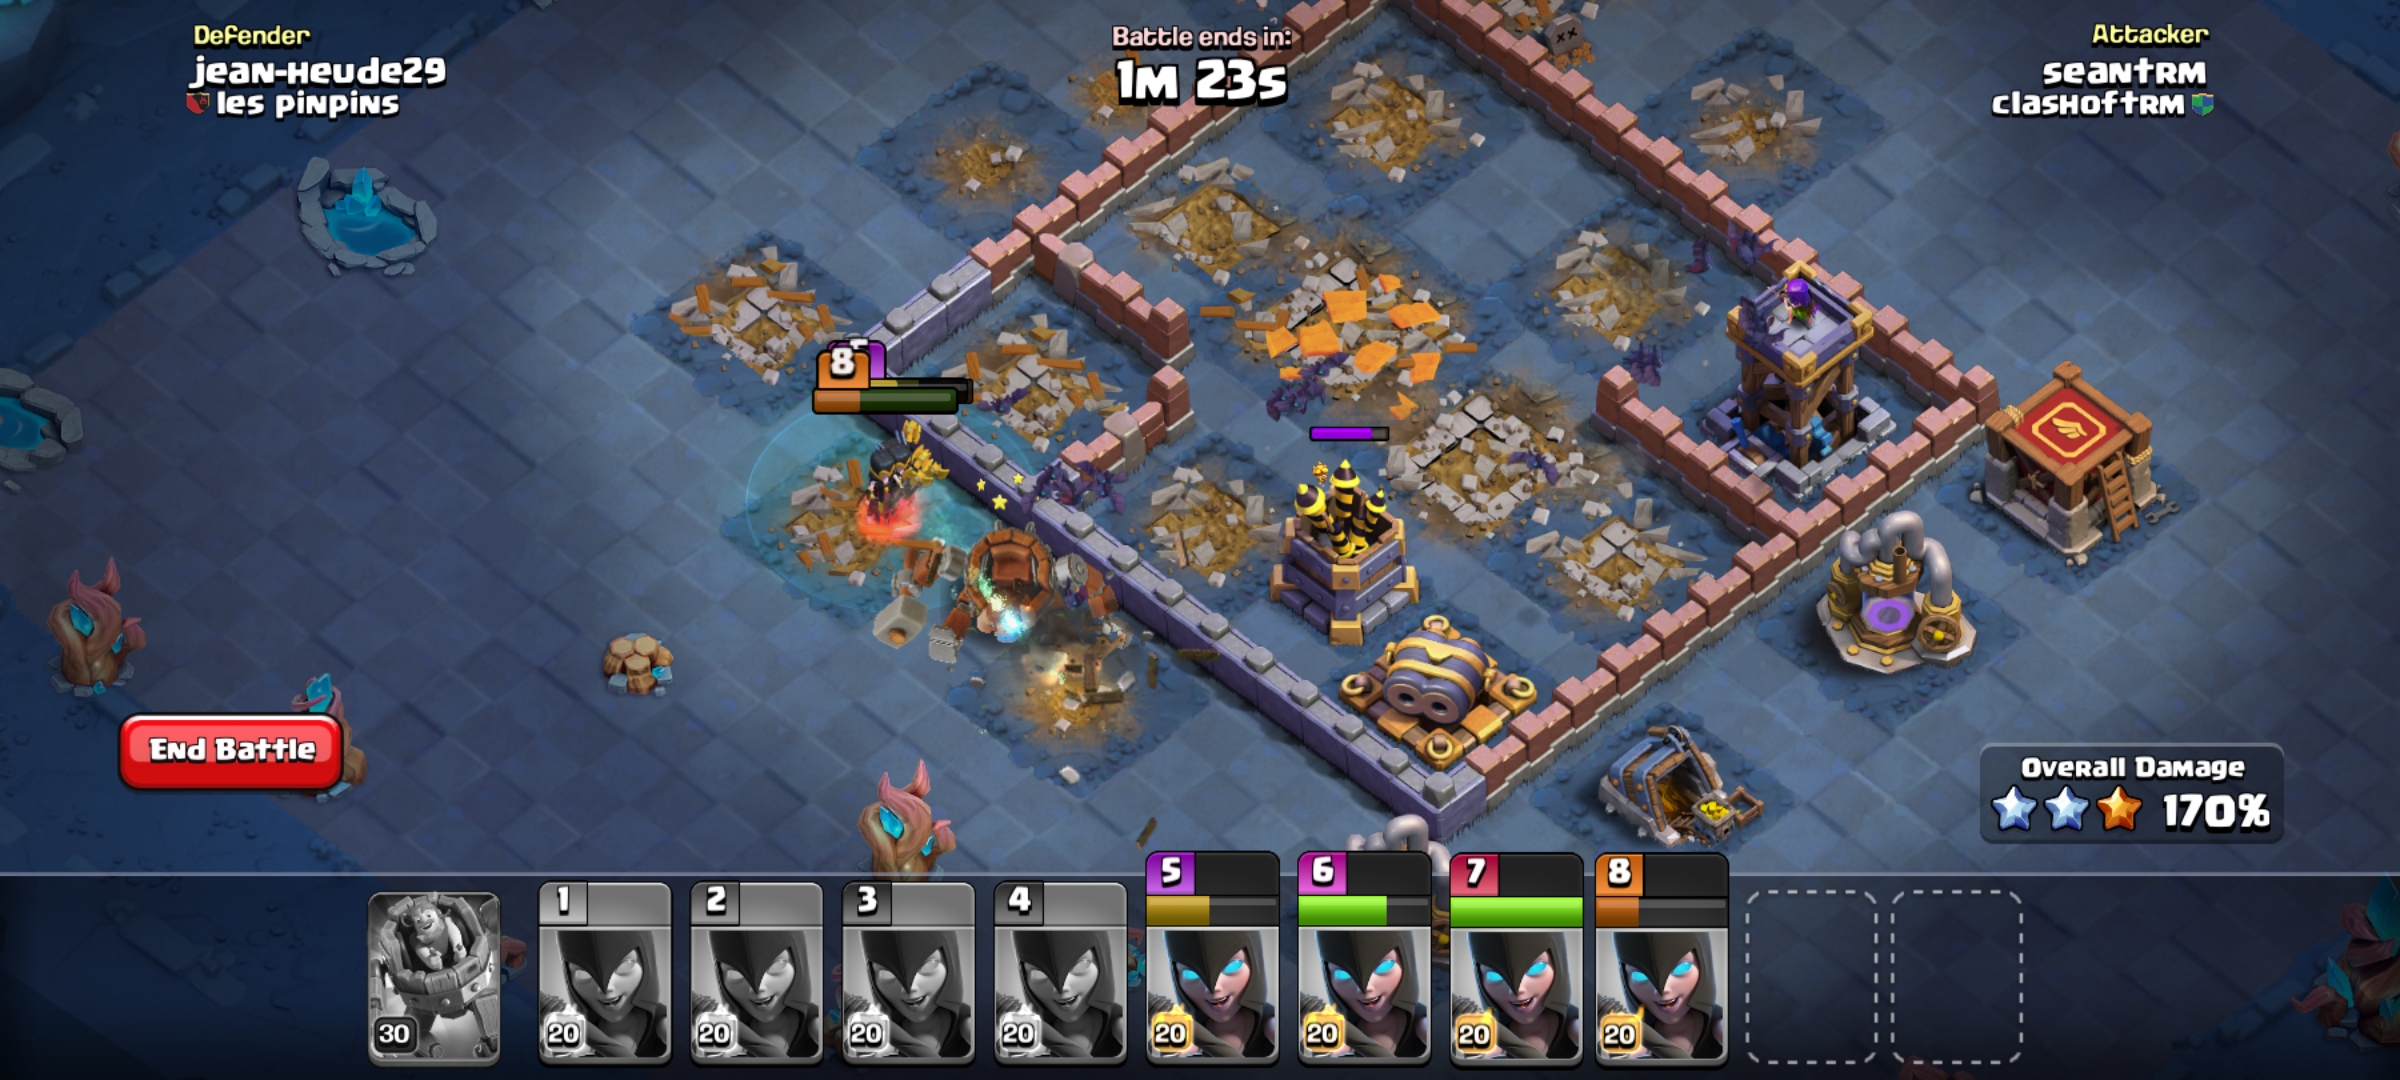 Defender
jean-Heude29
les pinpins
Battle ends in:
1M 23s
Attacker
seantRM
clashoftRM
8
End Battle
Overall Damage
170%
30
1
20
2
20
3
20
4
20
5
20
6
20
7
20
8
20